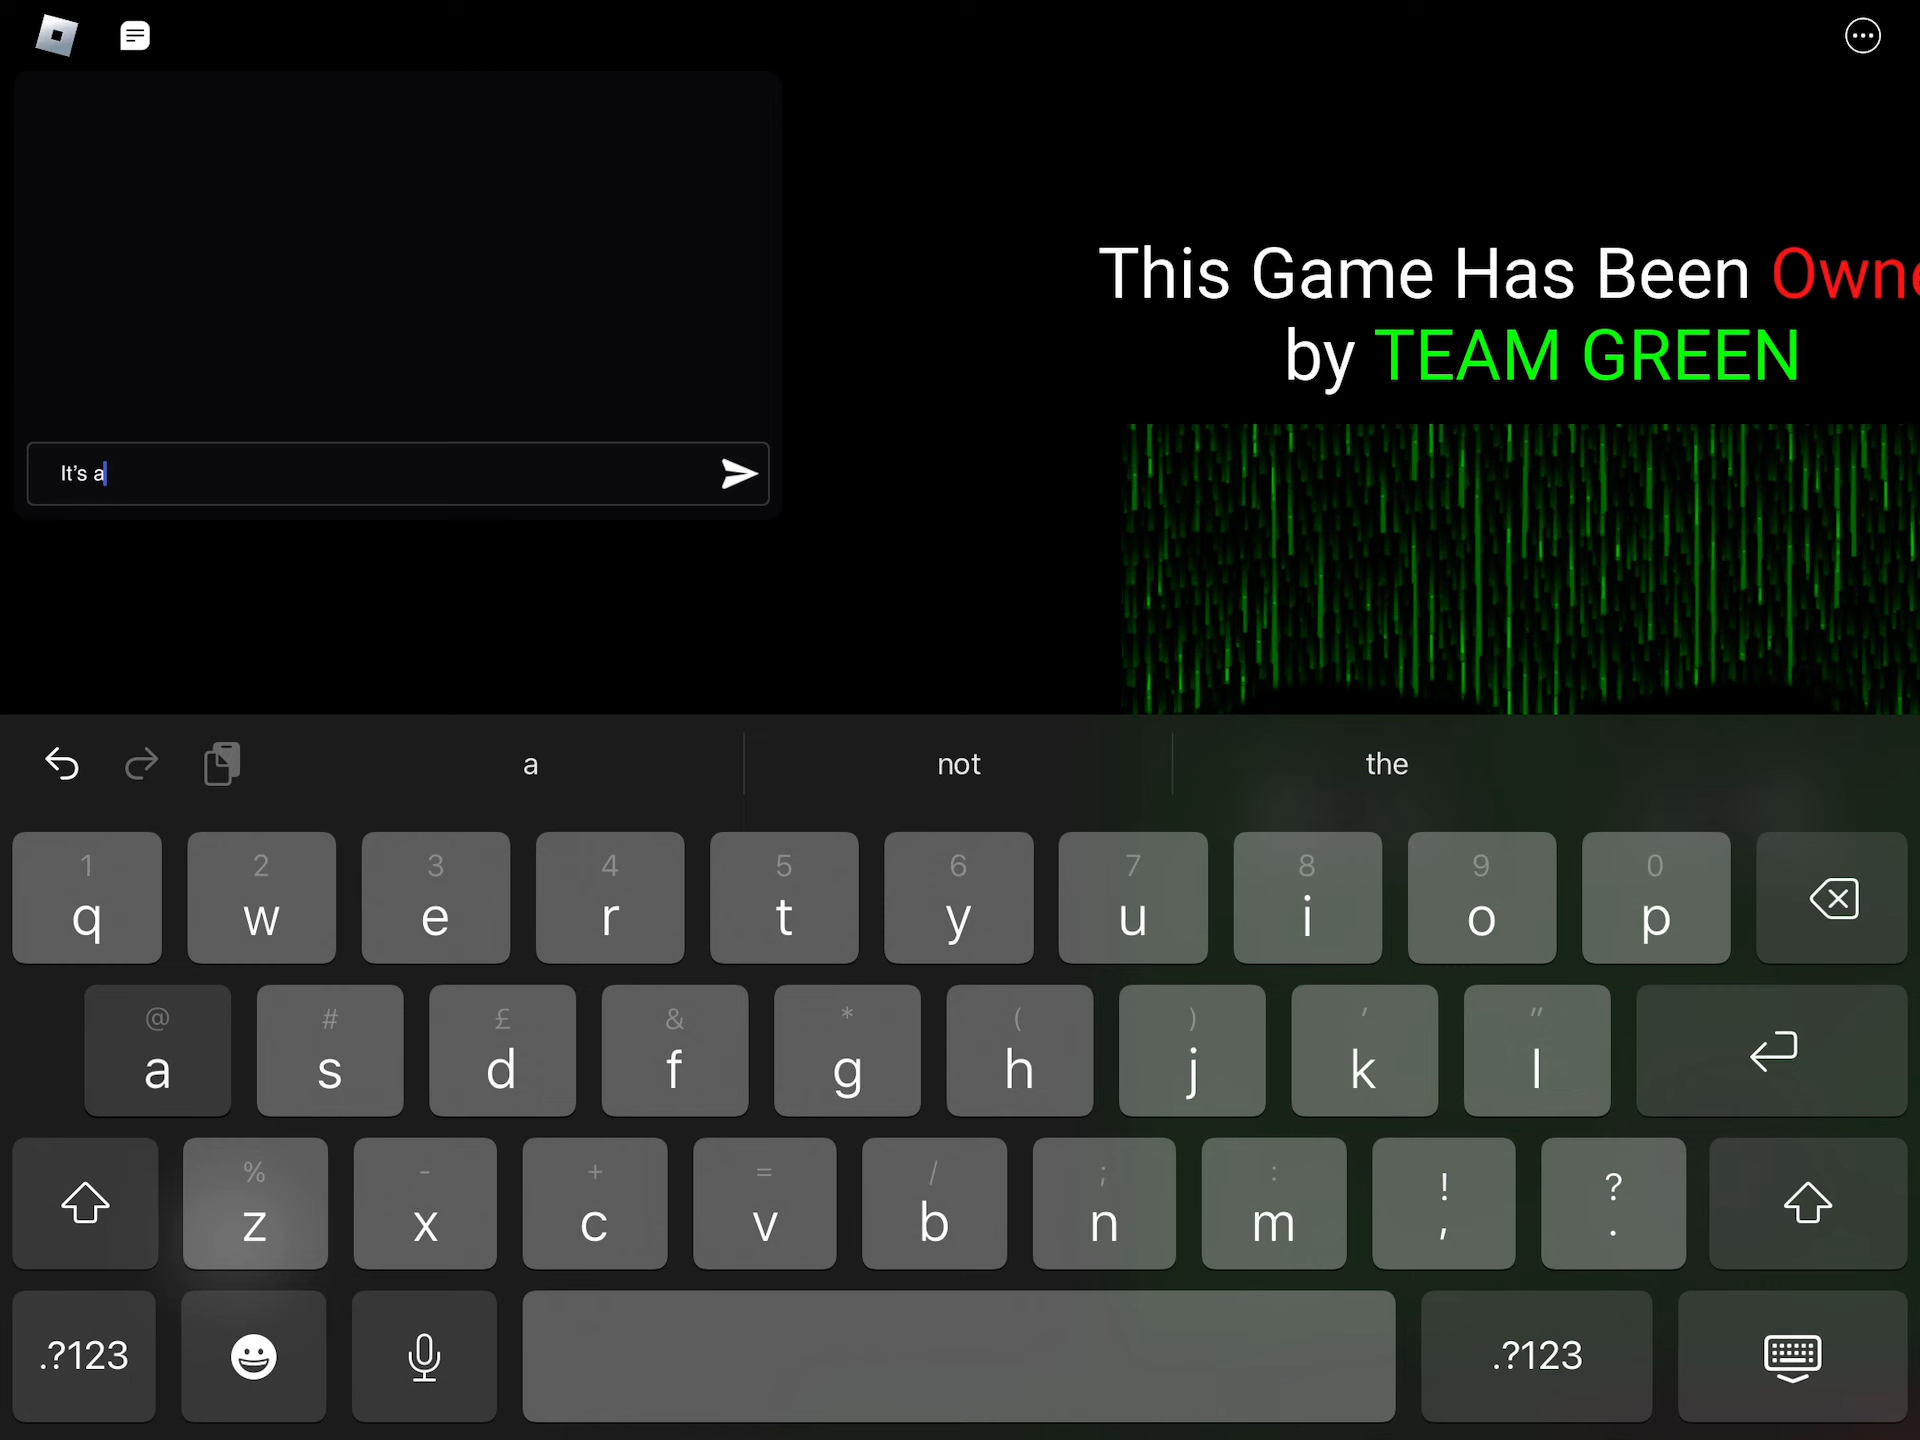 This Game Has Been Owne
by TEAM GREEN
It's a
a not the
1 2 3 4 5 6 7 8 9 0
q w e r t y u i o p
@ # £ & * ( ) ' "
a s d f g h j k l
% - + = / ; : ! ?
z x c v b n m , .
.?123 .?123